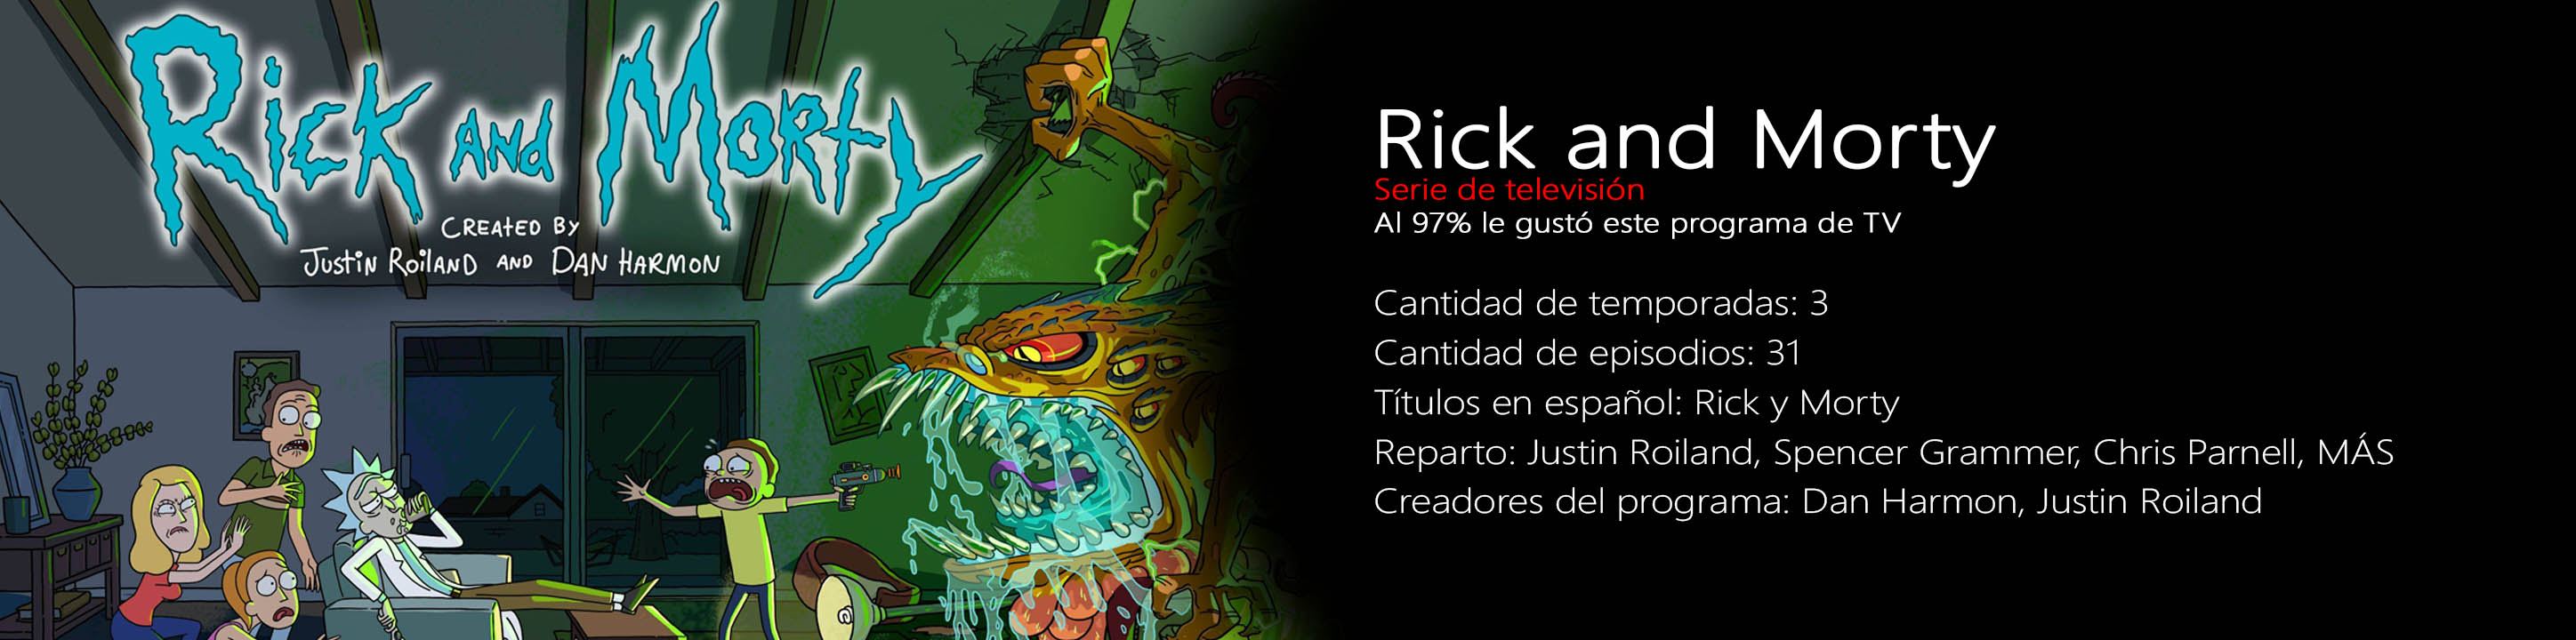 Rick and Morty
Created by
Justin Roiland and Dan Harmon
Rick and Morty
Serie de televisión
Al 97% le gustó este programa de TV
Cantidad de temporadas: 3
Cantidad de episodios: 31
Títulos en español: Rick y Morty
Reparto: Justin Roiland, Spencer Grammer, Chris Parnell, MÁS
Creadores del programa: Dan Harmon, Justin Roiland